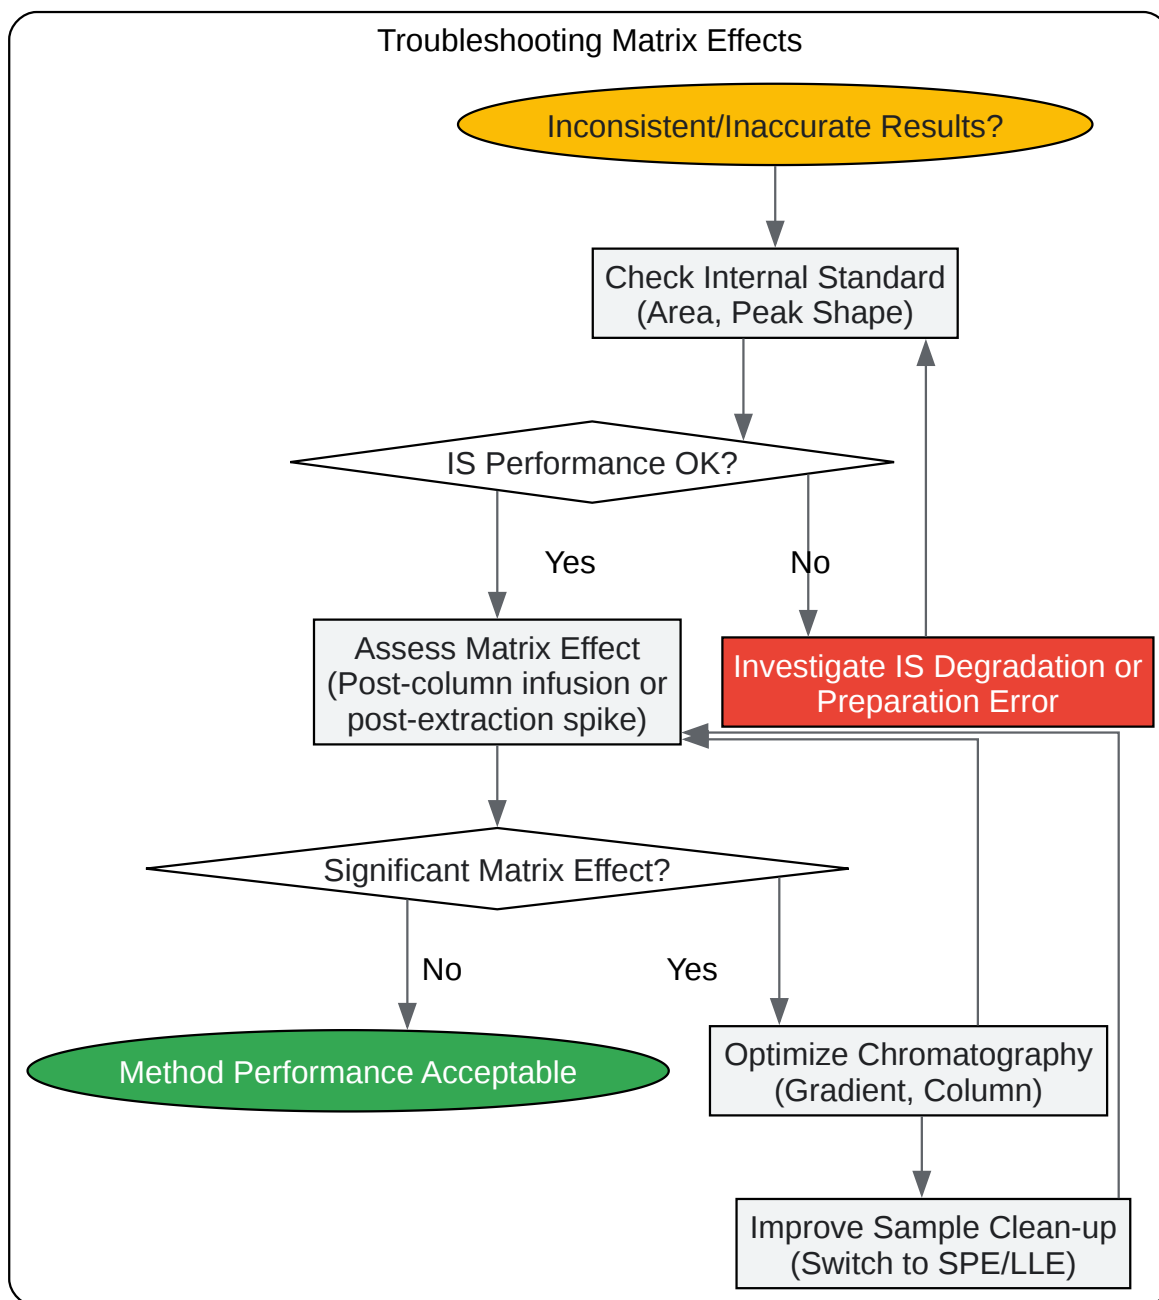 Troubleshooting Matrix Effects
Inconsistent/Inaccurate Results?
Check Internal Standard
(Area, Peak Shape)
IS Performance OK?
Yes
No
Assess Matrix Effect
(Post-column infusion or
post-extraction spike)
Investigate IS Degradation or
Preparation Error
Significant Matrix Effect?
No
Yes
Method Performance Acceptable
Optimize Chromatography
(Gradient, Column)
Improve Sample Clean-up
(Switch to SPE/LLE)